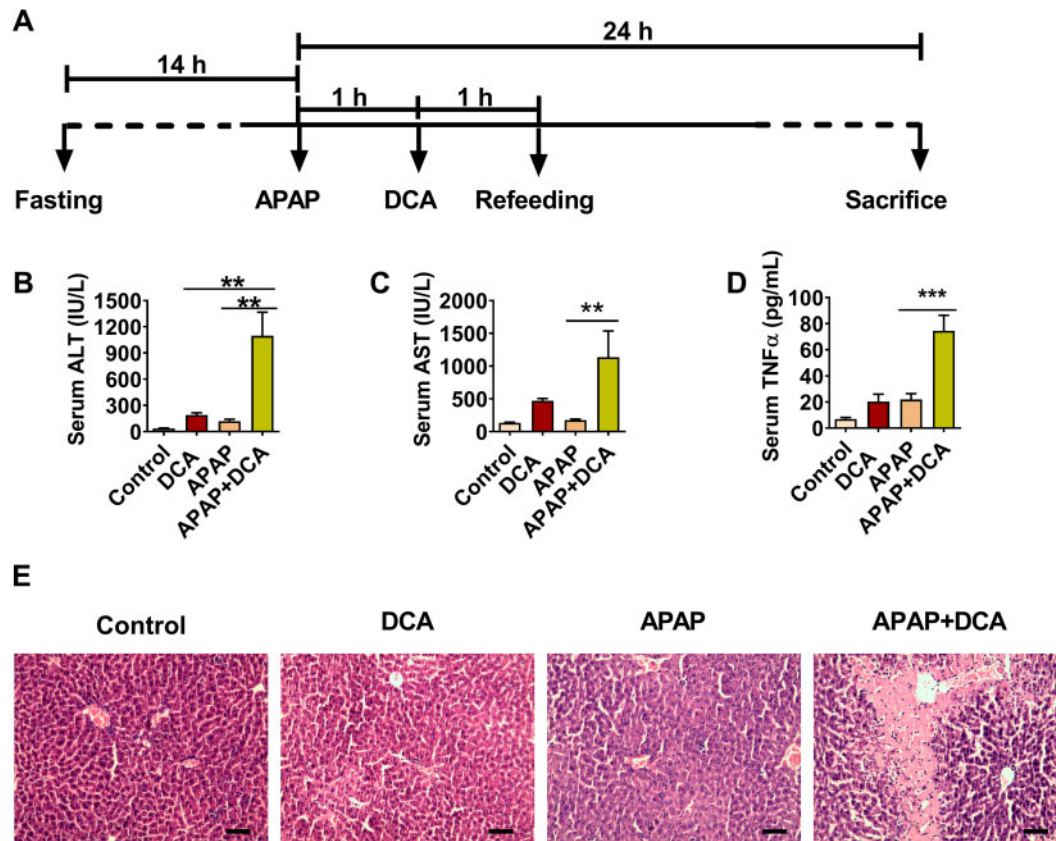 A
24 h
14 h
1 h 1 h
Fasting APAP DCA Refeeding Sacrifice
B
Serum ALT (IU/L)
1500
1200
900
600
300
0
**
**
Control DCA APAP APAP+DCA
C
Serum AST (IU/L)
2000
1500
1000
500
0
**
Control DCA APAP APAP+DCA
D
Serum TNFα (pg/mL)
100
80
60
40
20
0
***
Control DCA APAP APAP+DCA
E
Control DCA APAP APAP+DCA